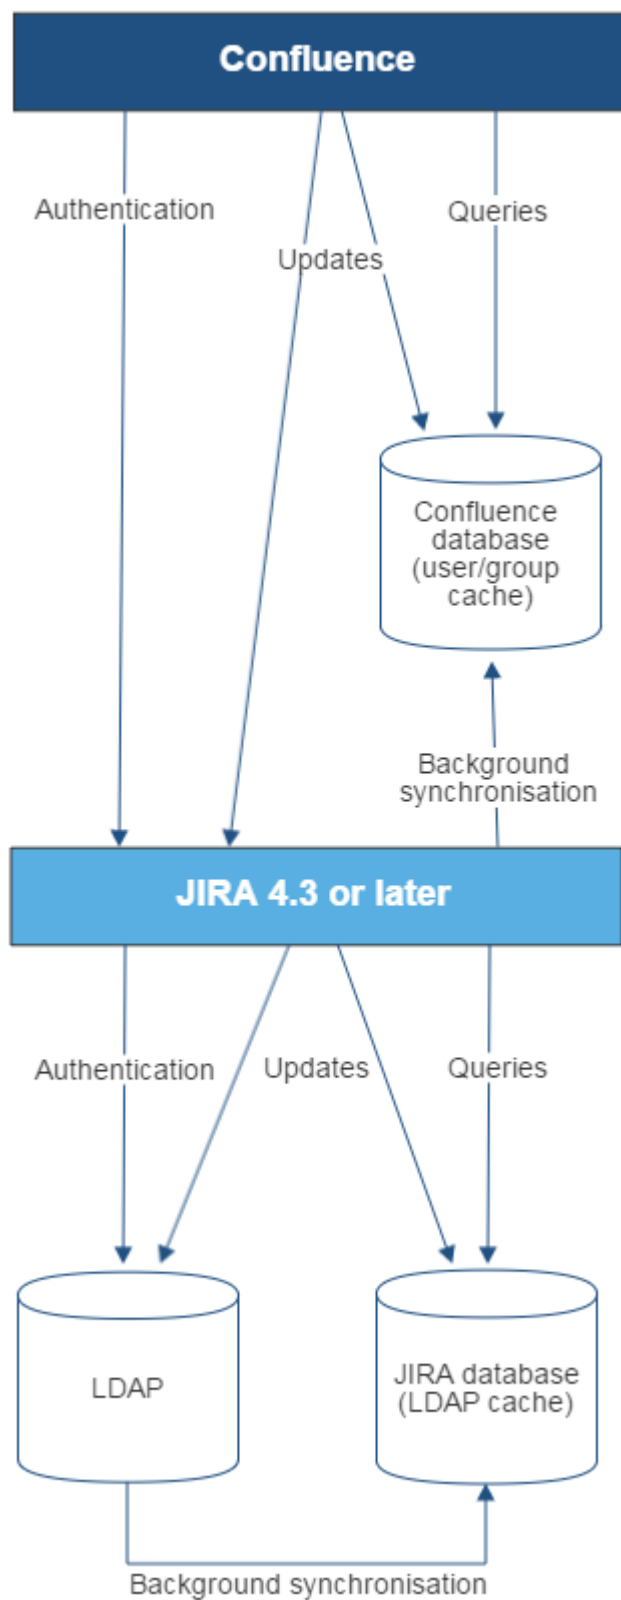 Confluence
Authentication
Queries
Updates
Confluence
database
(user/group
cache)
Background
synchronisation
JIRA 4.3 or later
Authentication
Updates
Queries
LDAP
JIRA database
(LDAP cache)
Background synchronisation